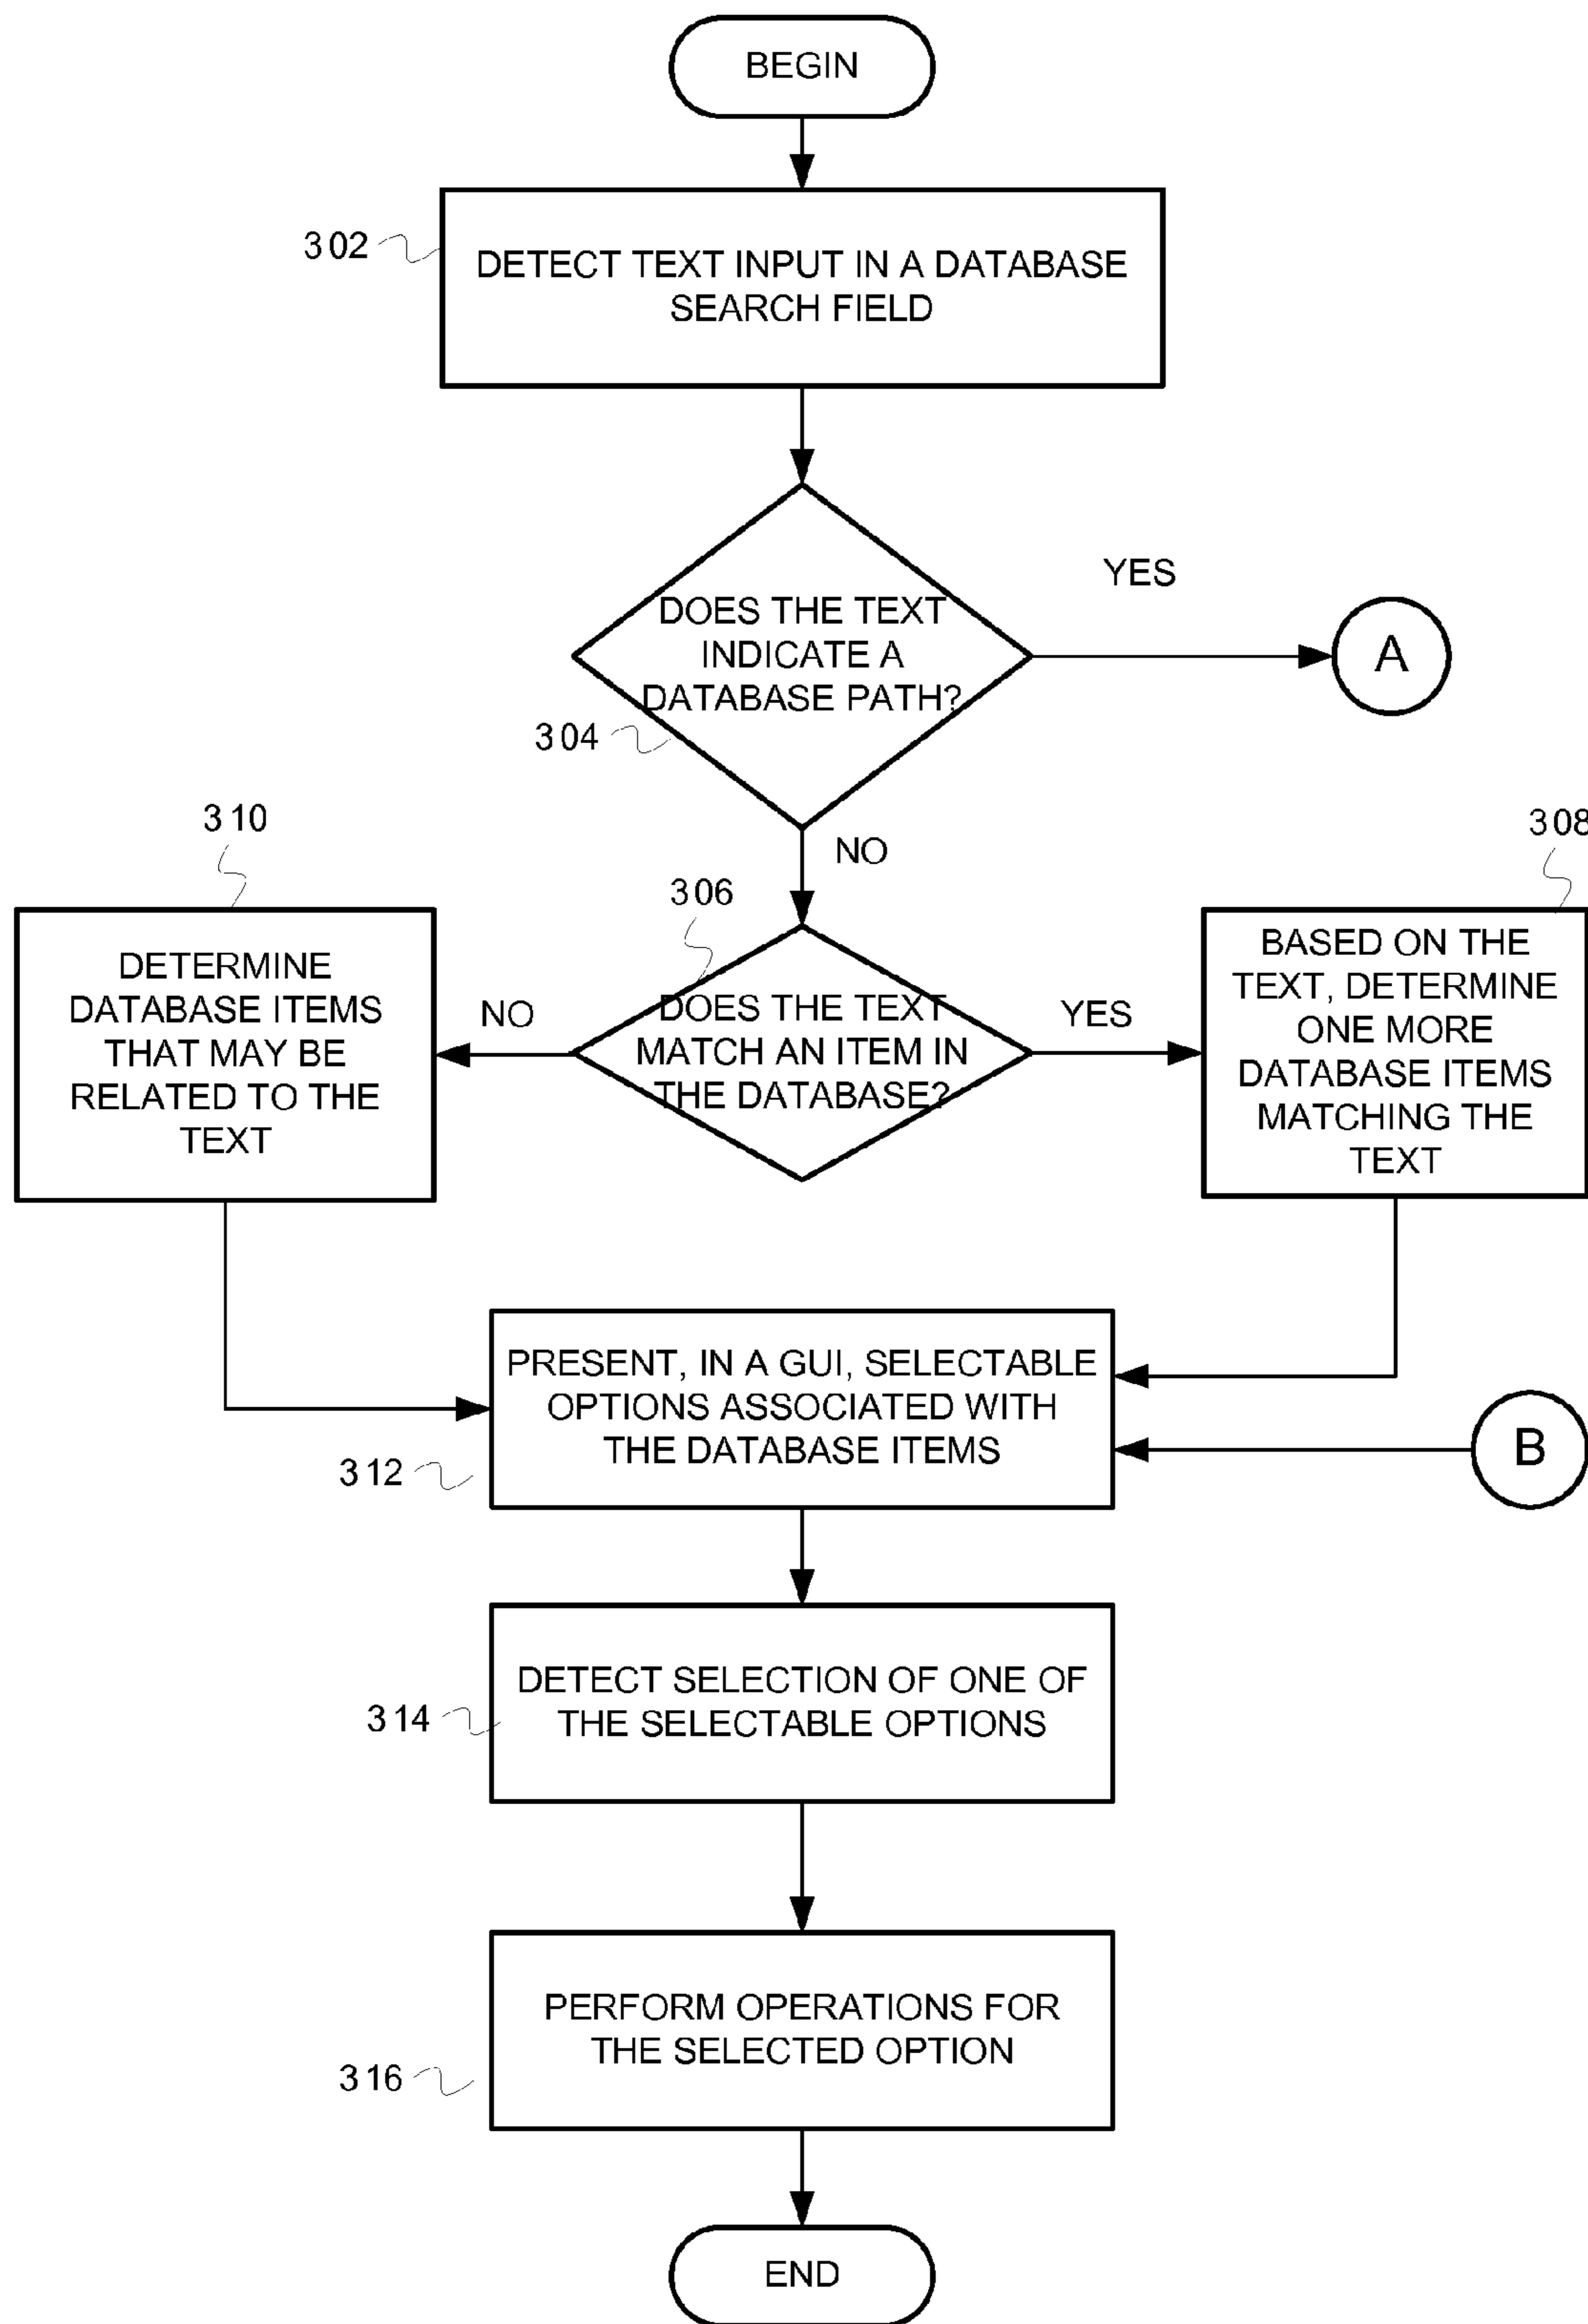 BEGIN
302
DETECT TEXT INPUT IN A DATABASE
SEARCH FIELD
DOES THE TEXT
INDICATE A
DATABASE PATH?
304
YES
A
NO
310
DETERMINE
DATABASE ITEMS
THAT MAY BE
RELATED TO THE
TEXT
NO
306
DOES THE TEXT
MATCH AN ITEM IN
THE DATABASE?
YES
308
BASED ON THE
TEXT, DETERMINE
ONE MORE
DATABASE ITEMS
MATCHING THE
TEXT
PRESENT, IN A GUI, SELECTABLE
OPTIONS ASSOCIATED WITH
THE DATABASE ITEMS
312
B
DETECT SELECTION OF ONE OF
THE SELECTABLE OPTIONS
314
PERFORM OPERATIONS FOR
THE SELECTED OPTION
316
END